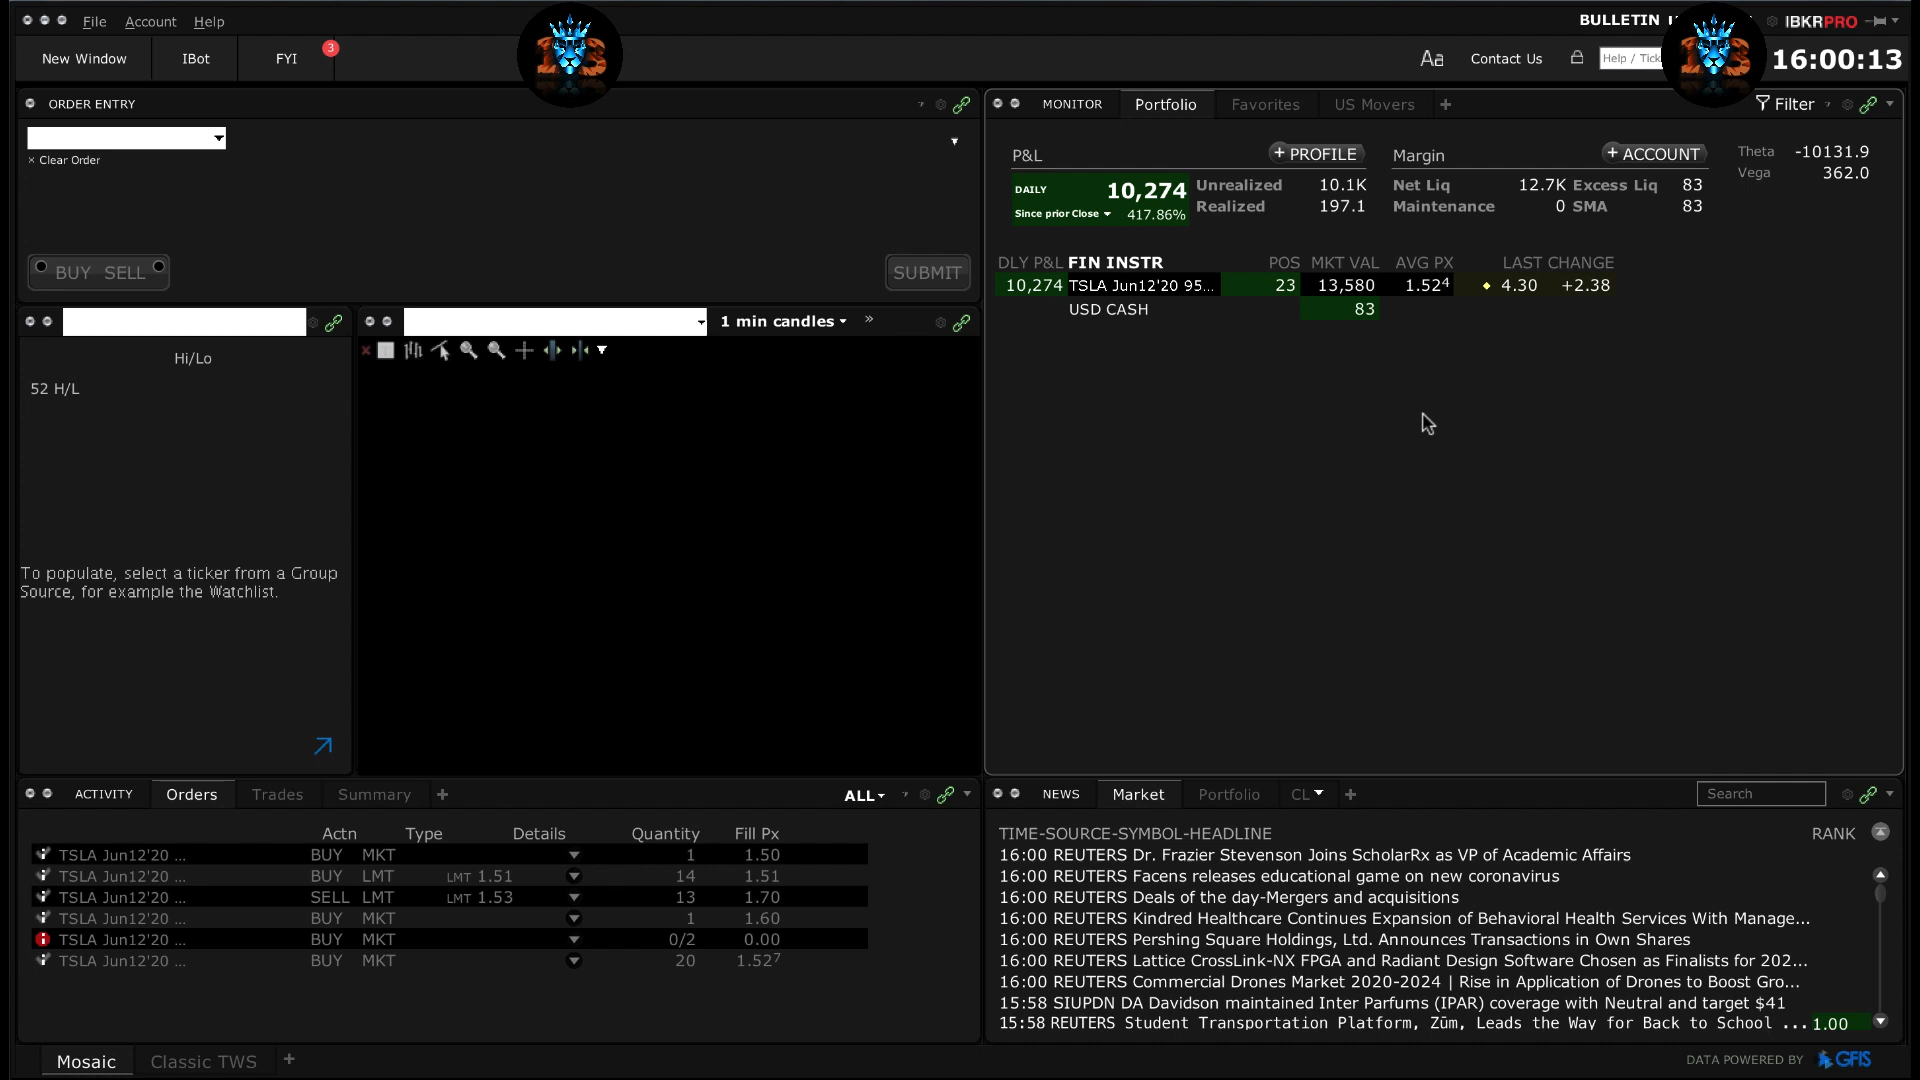 File Account Help
BULLETIN
IBKRPRO
New Window IBot FYI 3
Aa Contact Us Help / Tick 16:00:13
ORDER ENTRY
× Clear Order
BUY SELL SUBMIT
1 min candles »
Hi/Lo
52 H/L
To populate, select a ticker from a Group
Source, for example the Watchlist.
MONITOR Portfolio Favorites US Movers + Filter
P&L + PROFILE Margin + ACCOUNT Theta -10131.9
Vega 362.0
DAILY 10,274 Unrealized 10.1K Net Liq 12.7K Excess Liq 83
Since prior Close 417.86% Realized 197.1 Maintenance 0 SMA 83
DLY P&L FIN INSTR POS MKT VAL AVG PX LAST CHANGE
10,274 TSLA Jun12'20 95... 23 13,580 1.52⁴ 4.30 +2.38
USD CASH 83
ACTIVITY Orders Trades Summary + ALL
Actn Type Details Quantity Fill Px
TSLA Jun12'20 ... BUY MKT 1 1.50
TSLA Jun12'20 ... BUY LMT LMT 1.51 14 1.51
TSLA Jun12'20 ... SELL LMT LMT 1.53 13 1.70
TSLA Jun12'20 ... BUY MKT 1 1.60
TSLA Jun12'20 ... BUY MKT 0/2 0.00
TSLA Jun12'20 ... BUY MKT 20 1.52⁷
NEWS Market Portfolio CL + Search
TIME-SOURCE-SYMBOL-HEADLINE RANK
16:00 REUTERS Dr. Frazier Stevenson Joins ScholarRx as VP of Academic Affairs
16:00 REUTERS Facens releases educational game on new coronavirus
16:00 REUTERS Deals of the day-Mergers and acquisitions
16:00 REUTERS Kindred Healthcare Continues Expansion of Behavioral Health Services With Manage...
16:00 REUTERS Pershing Square Holdings, Ltd. Announces Transactions in Own Shares
16:00 REUTERS Lattice CrossLink-NX FPGA and Radiant Design Software Chosen as Finalists for 202...
16:00 REUTERS Commercial Drones Market 2020-2024 | Rise in Application of Drones to Boost Gro...
15:58 SIUPDN DA Davidson maintained Inter Parfums (IPAR) coverage with Neutral and target $41
15:58 REUTERS Student Transportation Platform, Zūm, Leads the Way for Back to School ... 1.00
Mosaic Classic TWS +
DATA POWERED BY GFIS